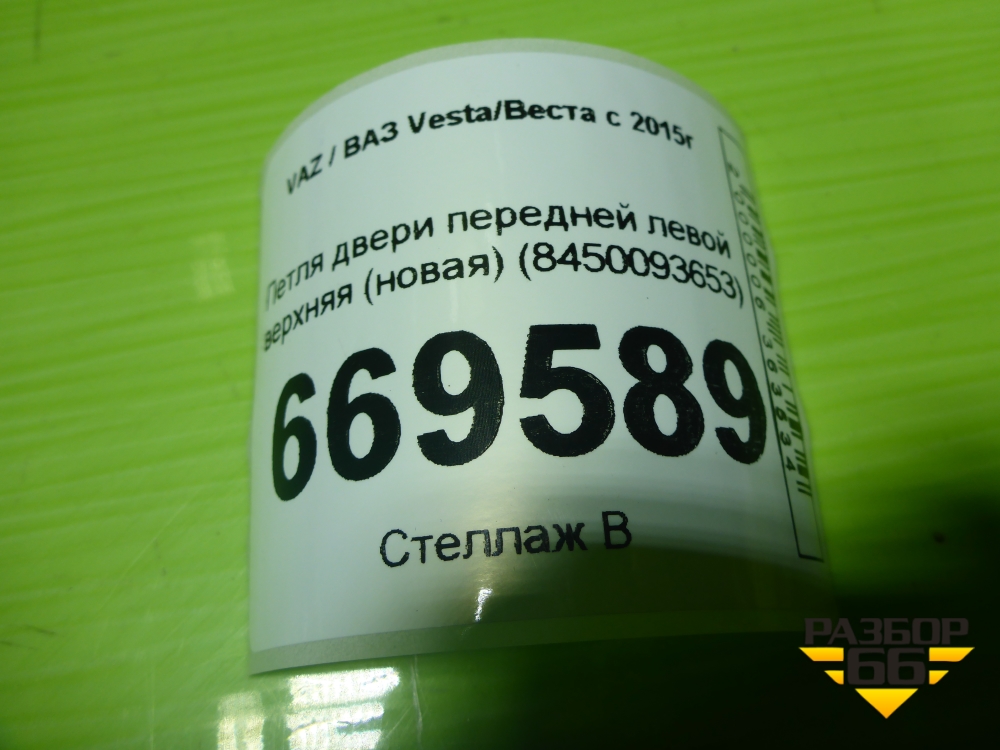 VAZ / ВАЗ Vesta/Веста с 2015г
Петля двери передней левой
верхняя (новая) (8450093653)
669589
Стеллаж В
РАЗБОР
66